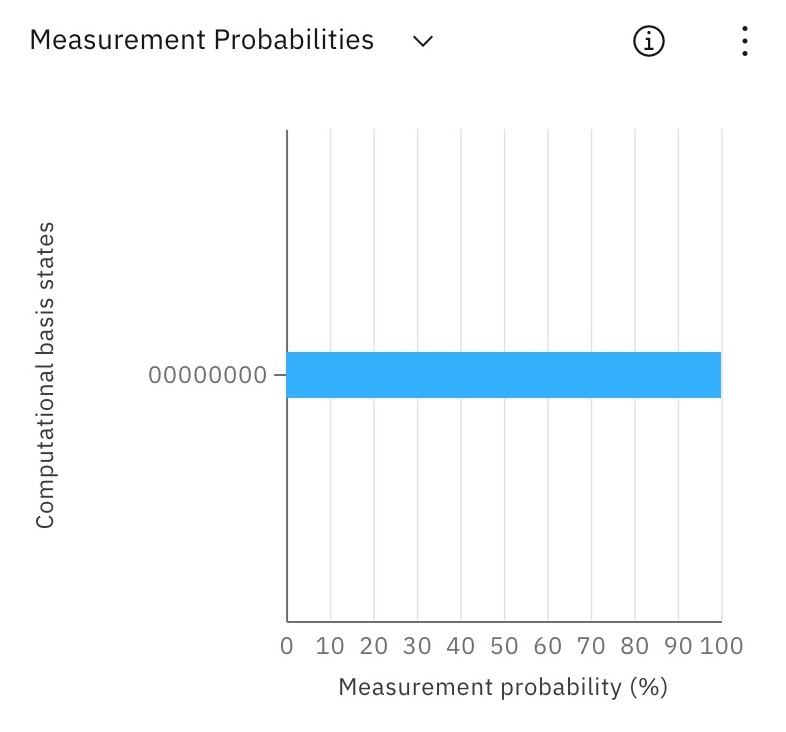 Measurement Probabilities
Computational basis states
00000000
0 10 20 30 40 50 60 70 80 90 100
Measurement probability (%)